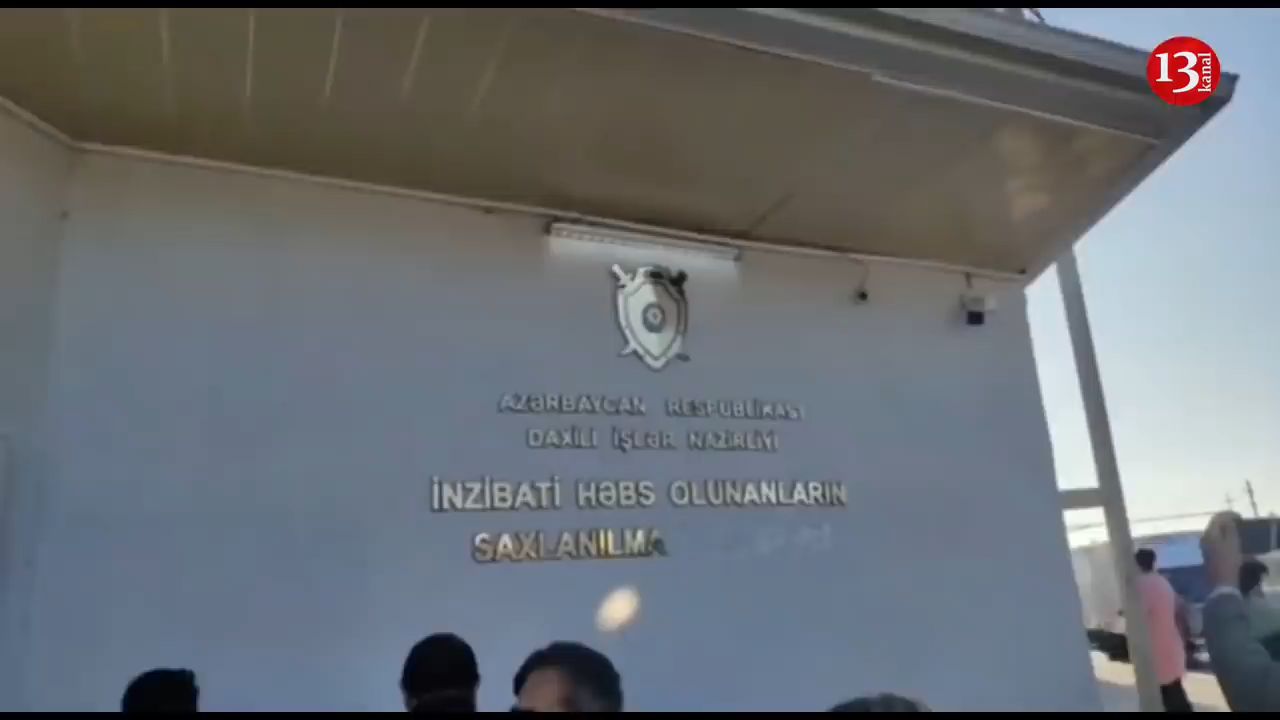 13 kanal
AZƏRBAYCAN RESPUBLİKASI
DAXİLİ İŞLƏR NAZİRLİYİ
İNZİBATİ HƏBS OLUNANLARIN
SAXLANILMA